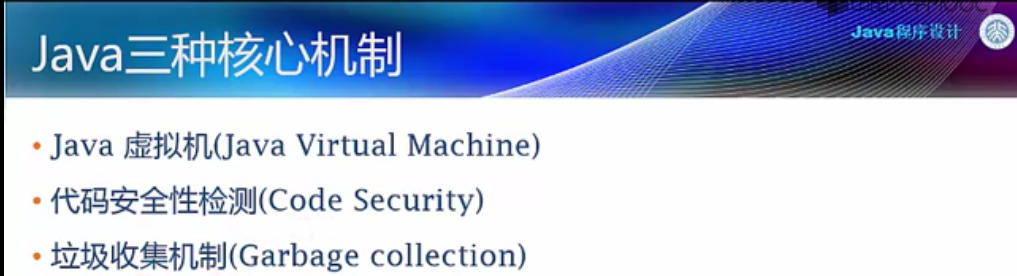 Java程序设计
Java三种核心机制
• Java 虚拟机(Java Virtual Machine)
• 代码安全性检测(Code Security)
• 垃圾收集机制(Garbage collection)